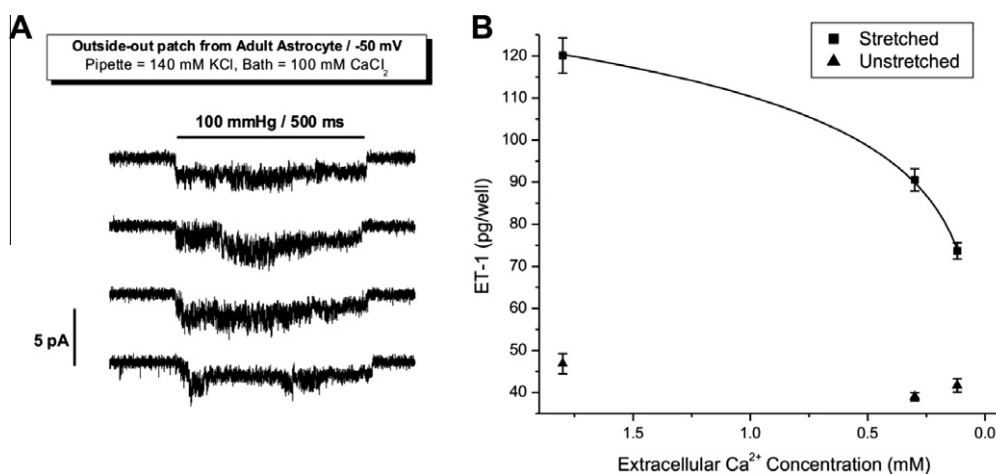 A
Outside-out patch from Adult Astrocyte / -50 mV
Pipette = 140 mM KCl, Bath = 100 mM CaCl₂
100 mmHg / 500 ms
5 pA
B
Stretched
Unstretched
120
110
100
90
80
70
60
50
40
ET-1 (pg/well)
1.5
1.0
0.5
0.0
Extracellular Ca²⁺ Concentration (mM)